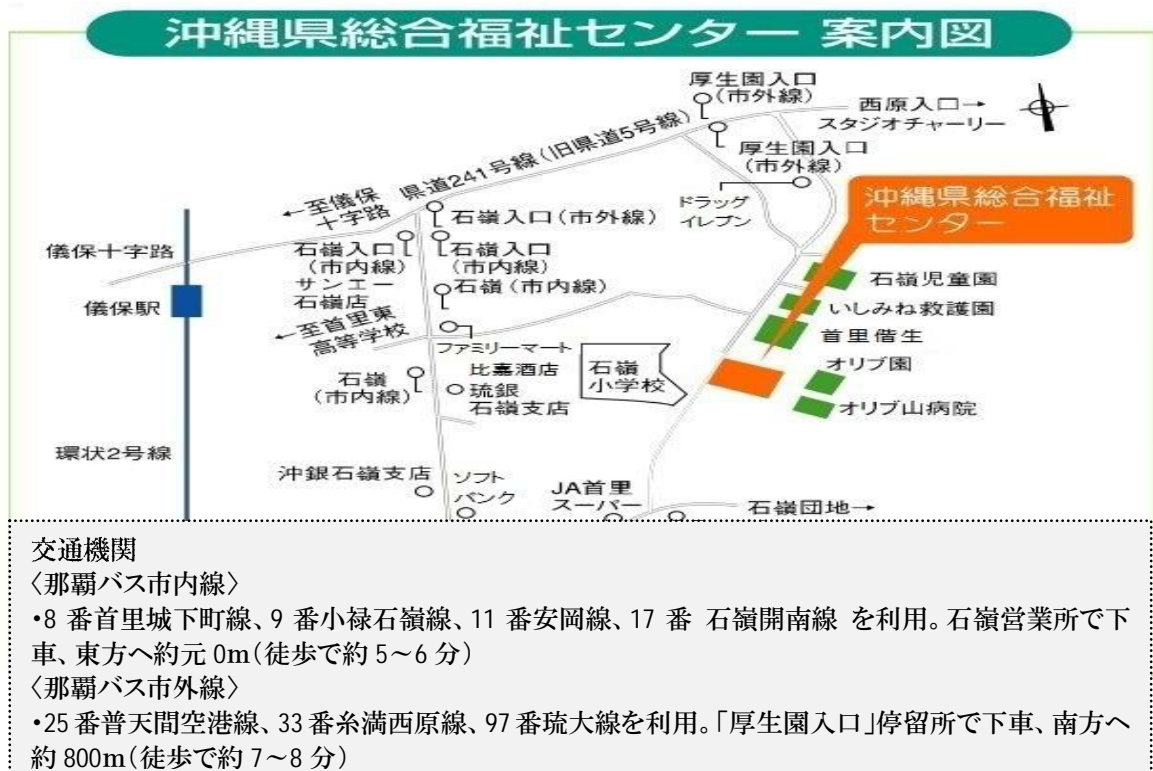 沖縄県総合福祉センター 案内図
厚生園入口
(市外線)
西原入口→
スタジオチャーリー
厚生園入口
(市外線)
県道241号線(旧県道5号線)
←至儀保
十字路
石嶺入口(市外線)
ドラッグ
イレブン
沖縄県総合福祉
センター
儀保十字路
石嶺入口
(市内線)
石嶺入口
(市内線)
サンエー
石嶺店
石嶺(市内線)
石嶺児童園
儀保駅
いしみね救護園
←至首里東
高等学校
首里偕生
ファミリーマート
比嘉酒店
石嶺
小学校
オリブ園
石嶺
(市内線)
琉銀
石嶺支店
オリブ山病院
環状2号線
沖銀石嶺支店
ソフト
バンク
JA首里
スーパー
石嶺団地→
交通機関
〈那覇バス市内線〉
・8 番首里城下町線、9 番小禄石嶺線、11 番安岡線、17 番 石嶺開南線 を利用。石嶺営業所で下
車、東方へ約元 0m(徒歩で約 5～6 分)
〈那覇バス市外線〉
・25 番普天間空港線、33 番糸満西原線、97 番琉大線を利用。「厚生園入口」停留所で下車、南方へ
約 800m(徒歩で約 7～8 分)